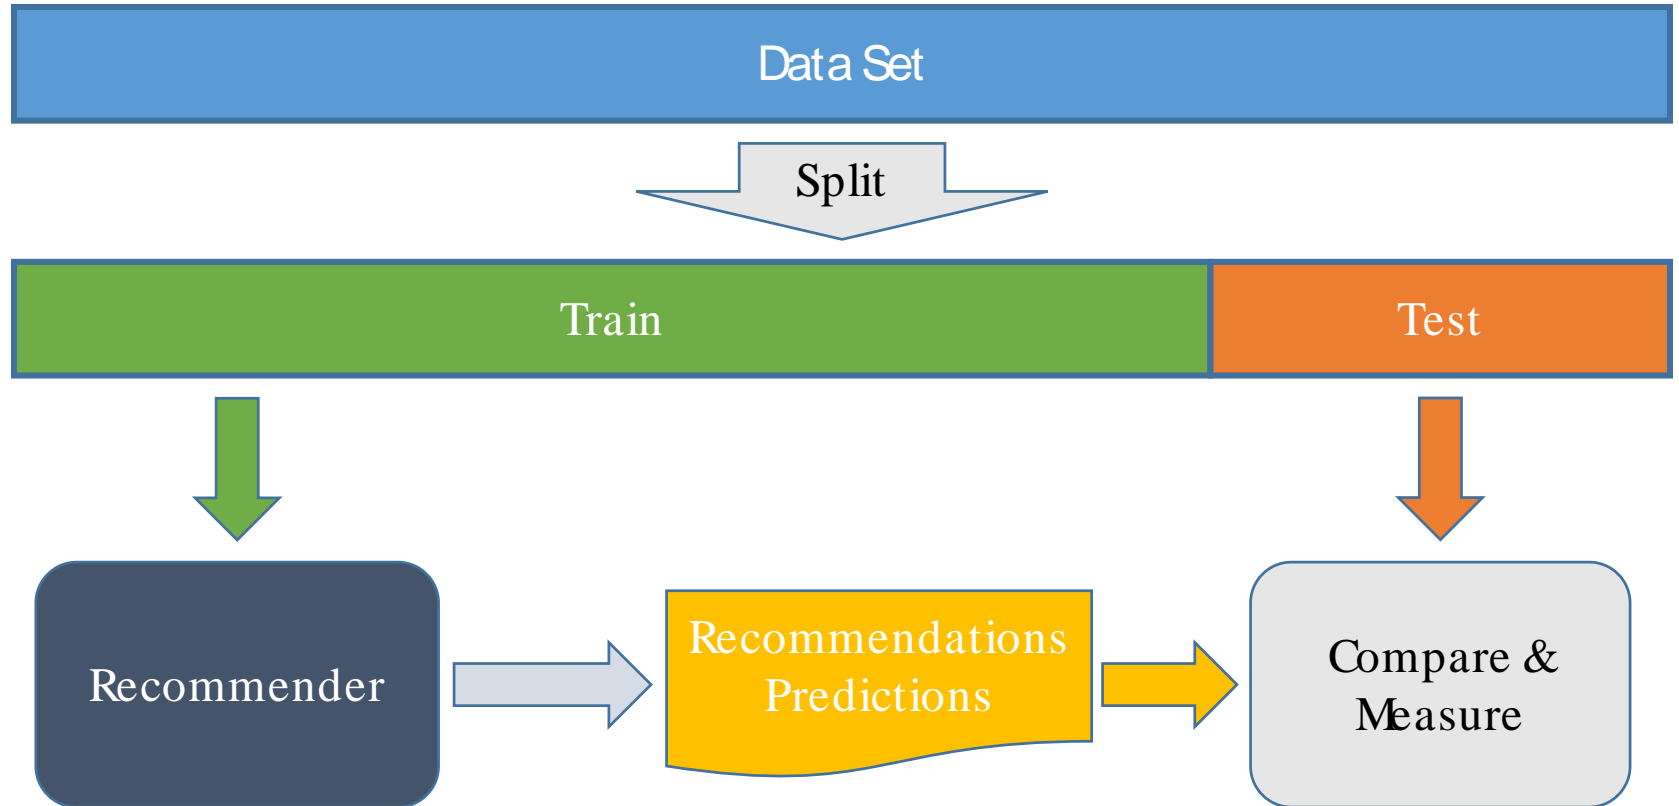 Data Set
Split
Train
Test
Recommender
Recommendations
Predictions
Compare &
Measure